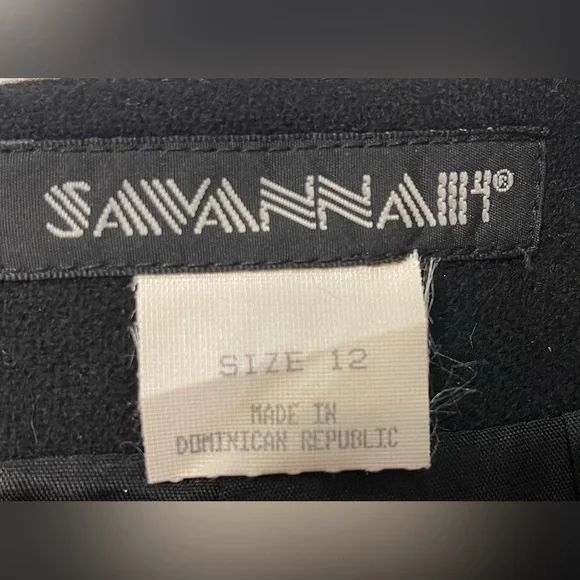 SAVANNAH®
SIZE 12
MADE IN
DOMINICAN REPUBLIC